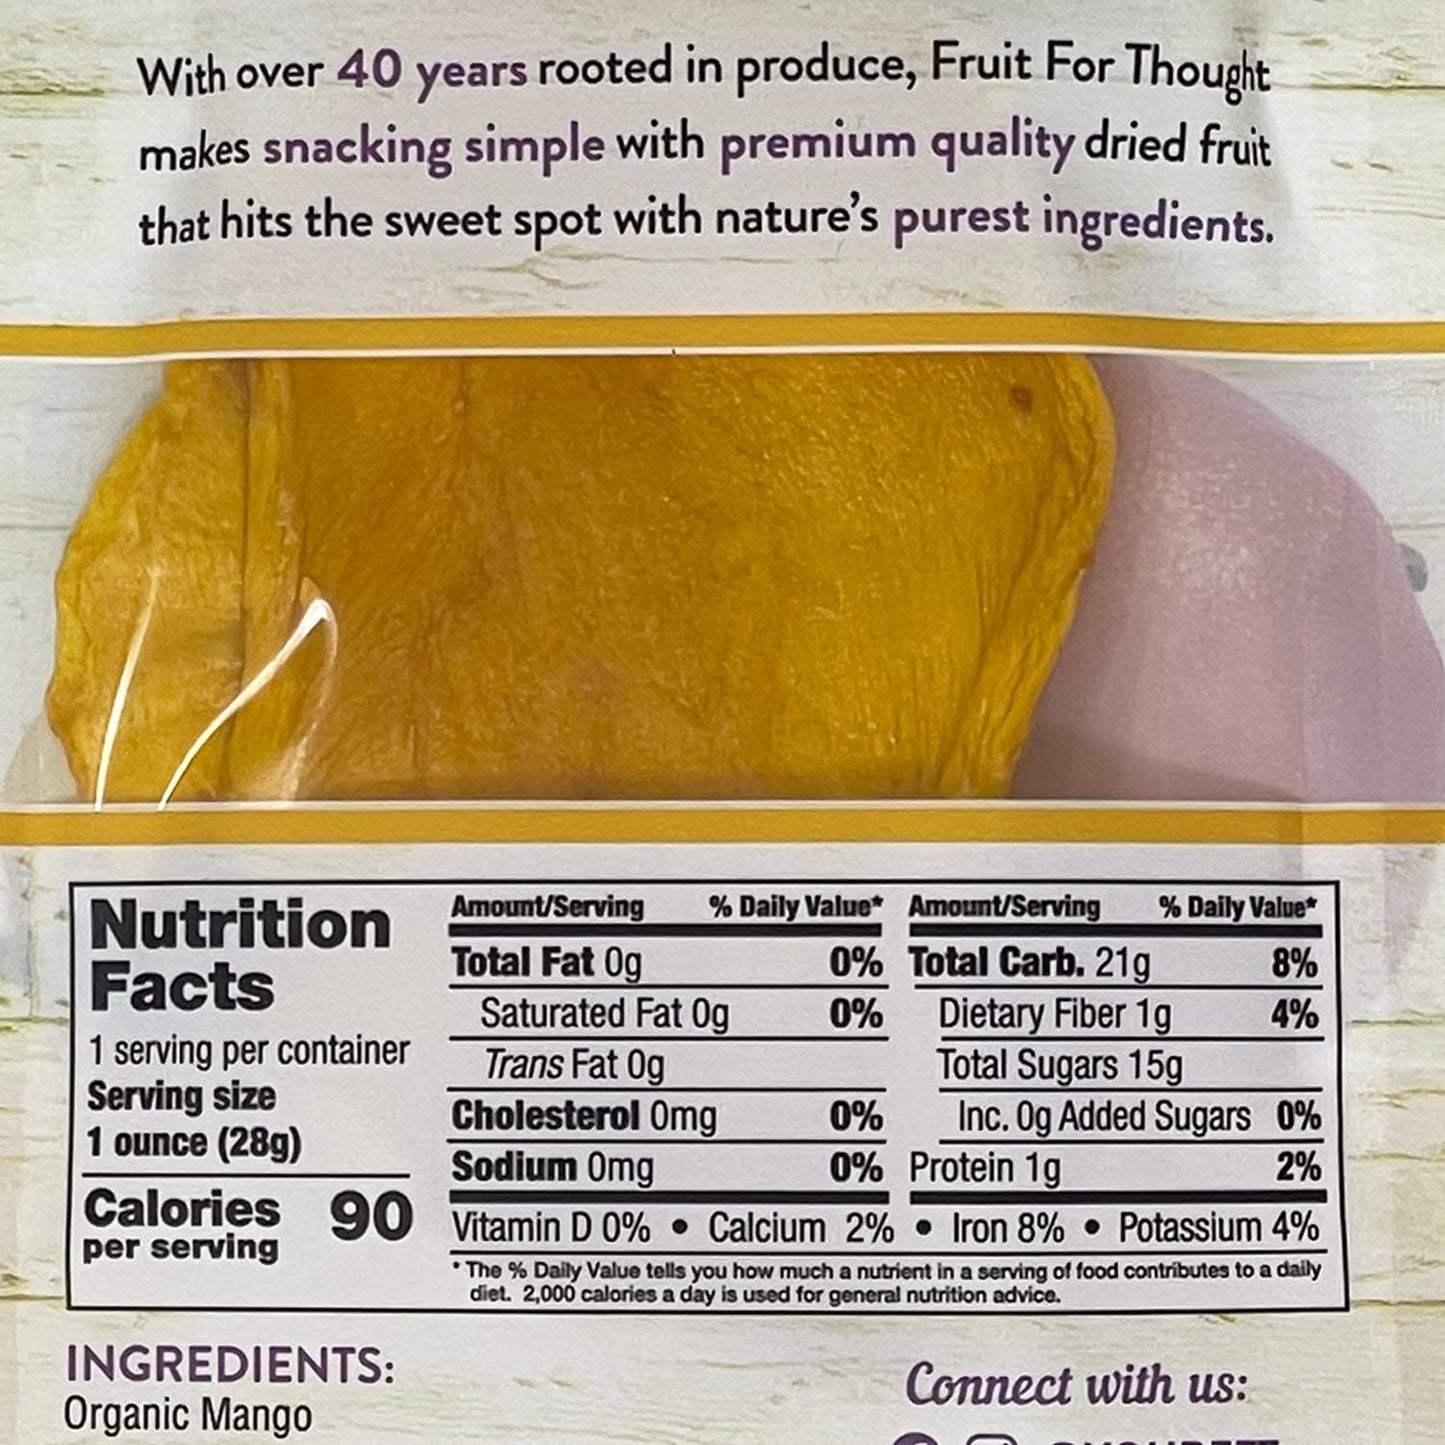 With over 40 years rooted in produce, Fruit For Thought
makes snacking simple with premium quality dried fruit
that hits the sweet spot with nature's purest ingredients.
Nutrition
Facts
1 serving per container
Serving size
1 ounce (28g)
Calories 90
per serving
Amount/Serving % Daily Value*
Total Fat 0g 0%
Saturated Fat 0g 0%
Trans Fat 0g
Cholesterol 0mg 0%
Sodium 0mg 0%
Amount/Serving % Daily Value*
Total Carb. 21g 8%
Dietary Fiber 1g 4%
Total Sugars 15g
Inc. 0g Added Sugars 0%
Protein 1g 2%
Vitamin D 0% • Calcium 2% • Iron 8% • Potassium 4%
* The % Daily Value tells you how much a nutrient in a serving of food contributes to a daily
diet. 2,000 calories a day is used for general nutrition advice.
INGREDIENTS:
Organic Mango
Connect with us: